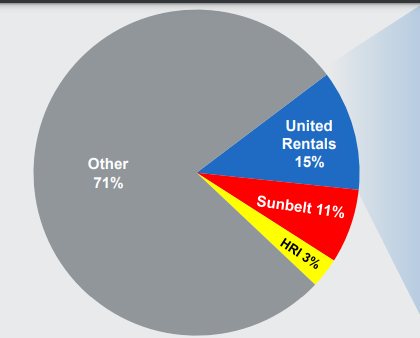 United
Rentals
15%
Other
71%
Sunbelt 11%
HRI 3%